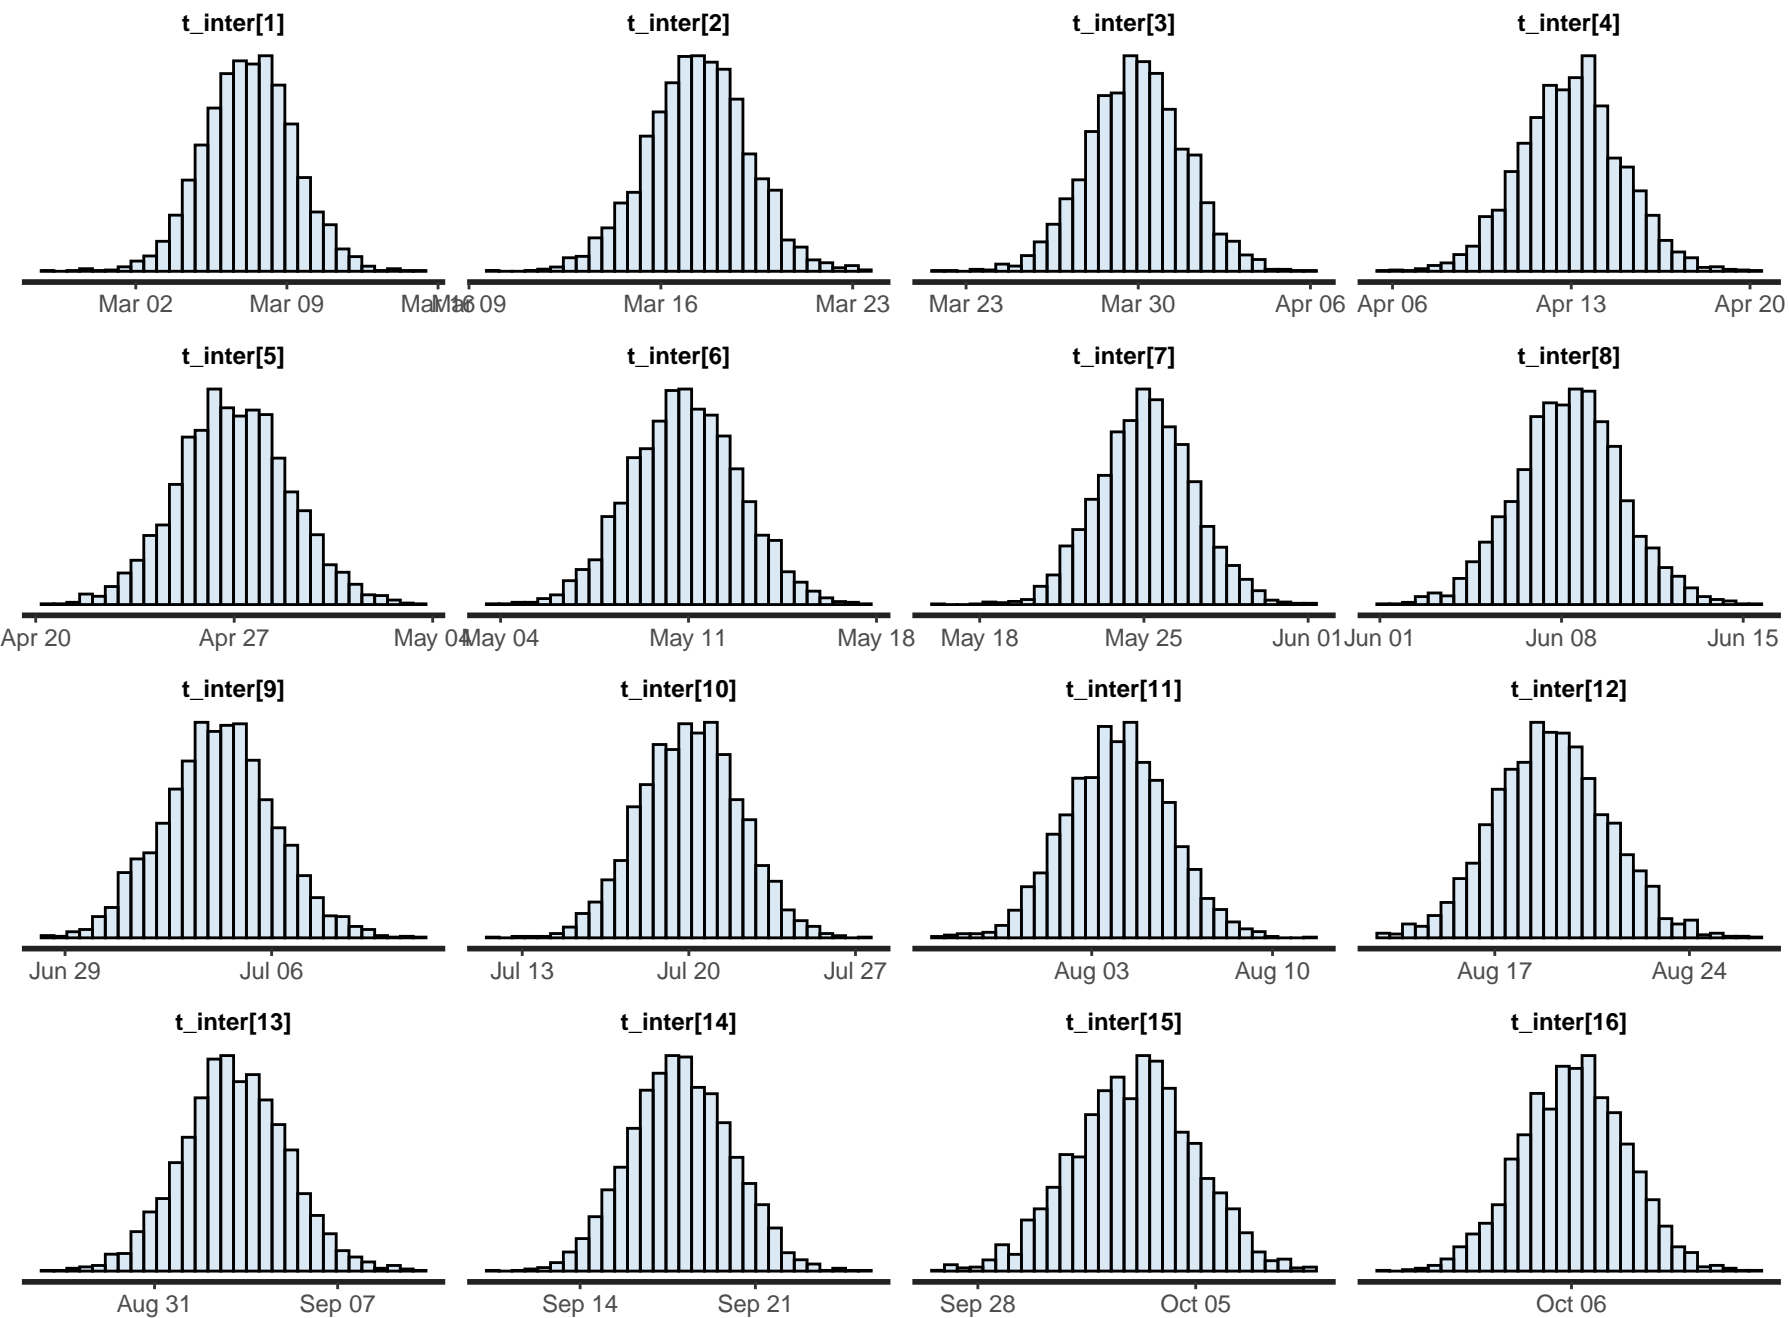 t_inter[1] t_inter[2] t_inter[3] t_inter[4]
Mar 02 Mar 09 Mar 16 Mar 09 Mar 16 Mar 23 Mar 23 Mar 30 Apr 06 Apr 06 Apr 13 Apr 20
t_inter[5] t_inter[6] t_inter[7] t_inter[8]
Apr 20 Apr 27 May 04 May 04 May 11 May 18 May 18 May 25 Jun 01 Jun 01 Jun 08 Jun 15
t_inter[9] t_inter[10] t_inter[11] t_inter[12]
Jun 29 Jul 06 Jul 13 Jul 20 Jul 27 Aug 03 Aug 10 Aug 17 Aug 24
t_inter[13] t_inter[14] t_inter[15] t_inter[16]
Aug 31 Sep 07 Sep 14 Sep 21 Sep 28 Oct 05 Oct 06